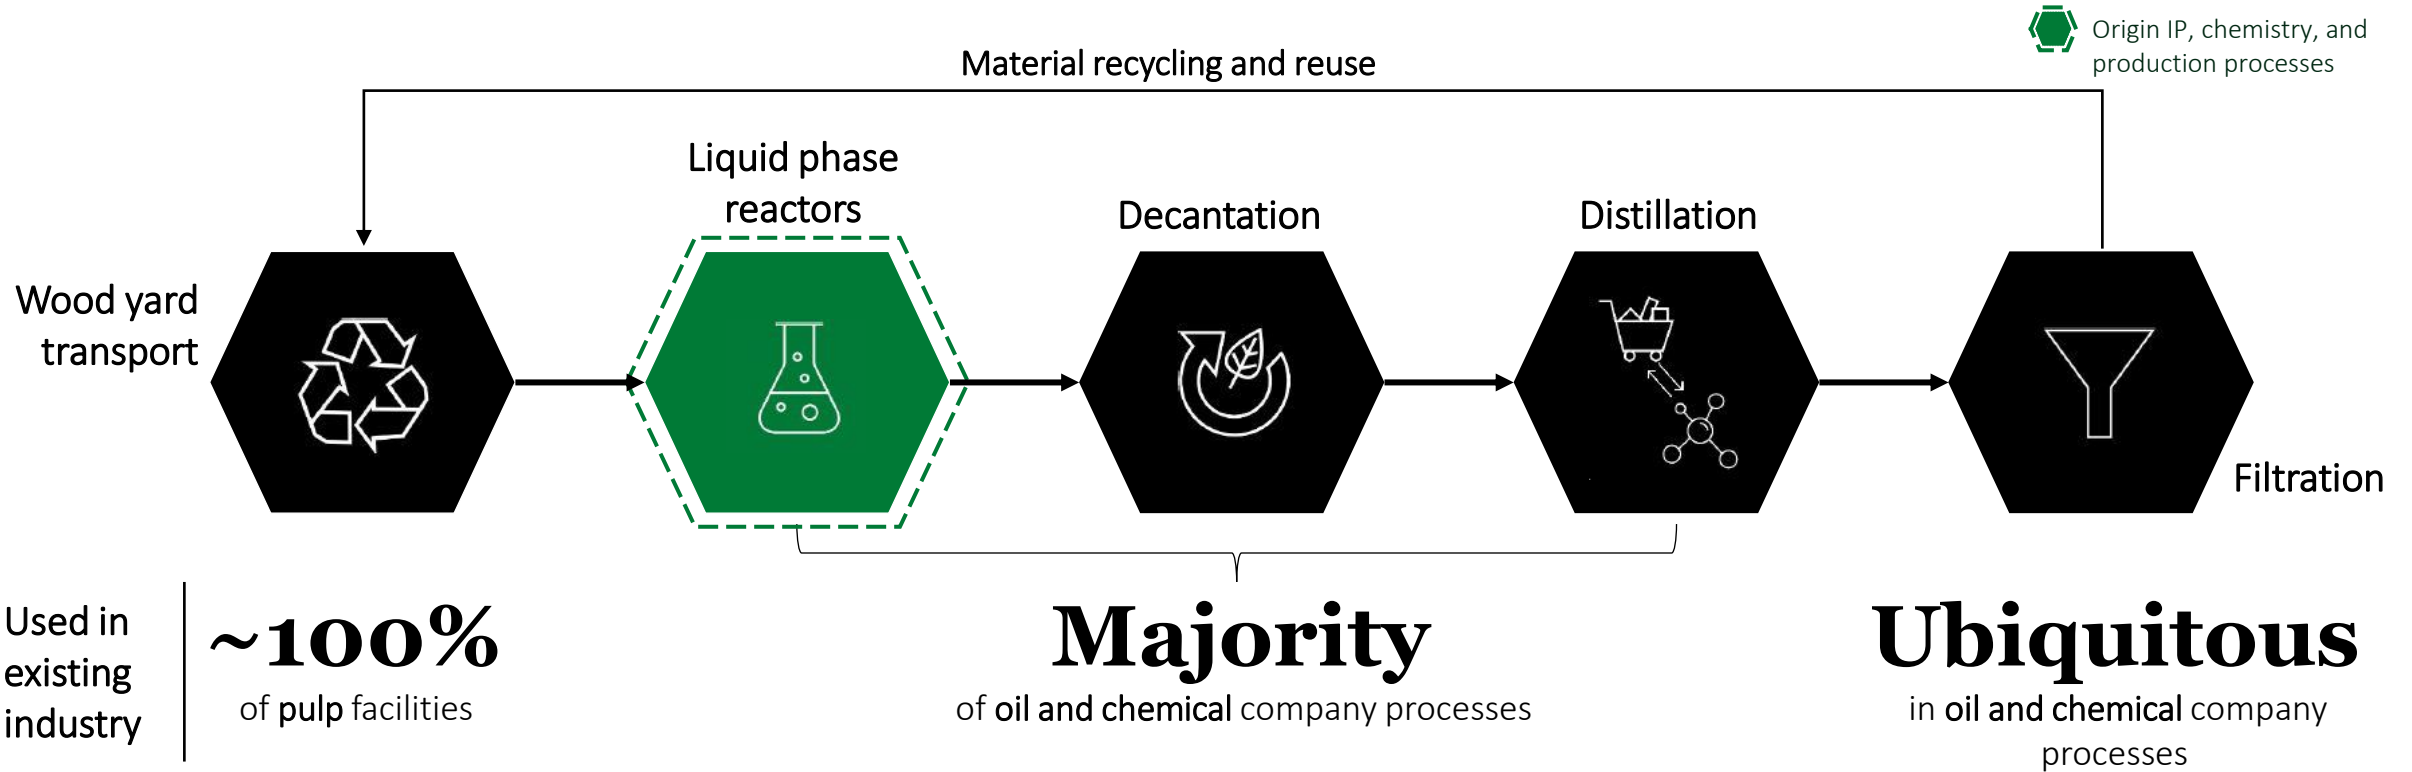 Origin IP, chemistry, and
production processes
Material recycling and reuse
Liquid phase
reactors
Decantation
Distillation
Wood yard
transport
Filtration
Used in
existing
industry
~100%
of pulp facilities
Majority
of oil and chemical company processes
Ubiquitous
in oil and chemical company
processes